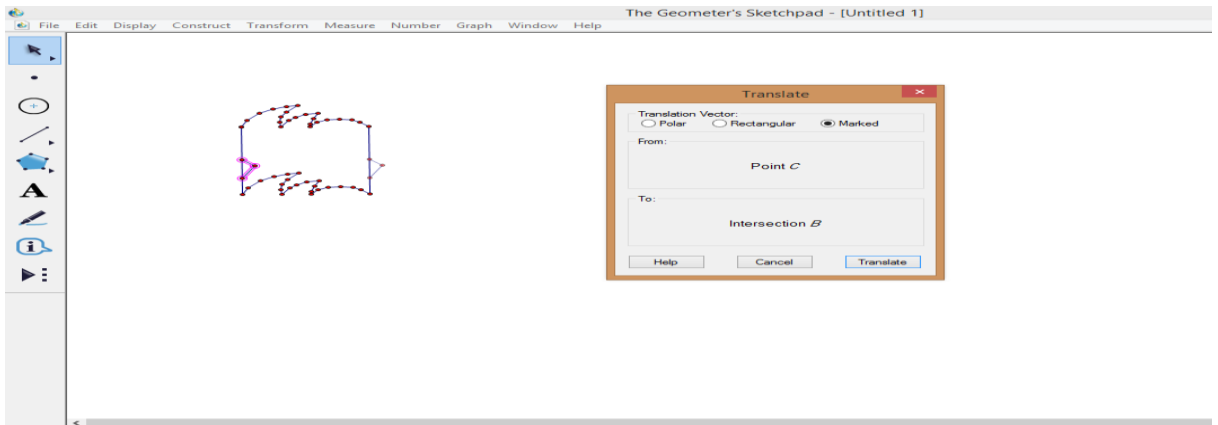 The Geometer's Sketchpad - [Untitled 1]
File Edit Display Construct Transform Measure Number Graph Window Help
A
i
Translate
Translation Vector:
Polar Rectangular Marked
From:
Point C
To:
Intersection B
Help Cancel Translate